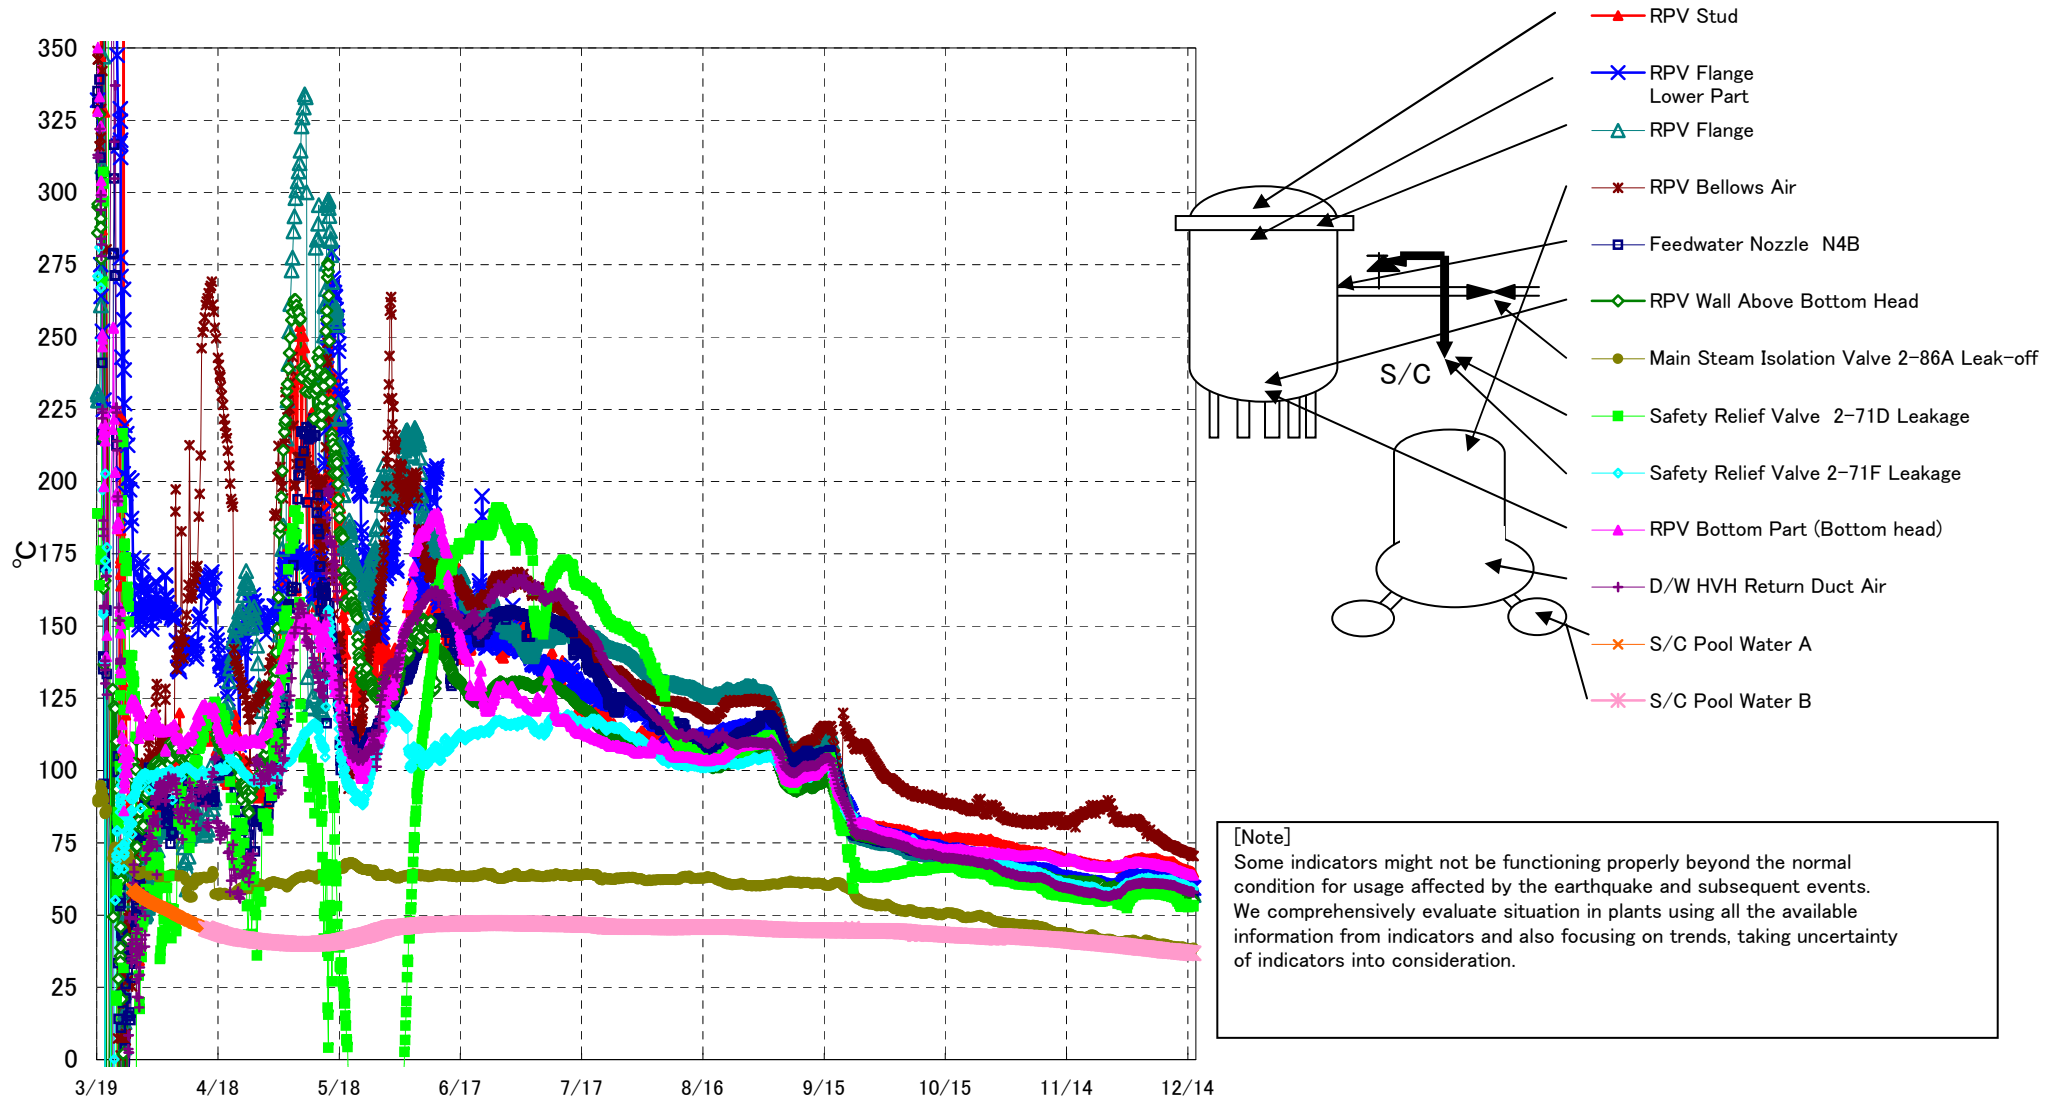 350
325
300
275
250
225
200
175
150
125
100
75
50
25
0
℃
3/19
4/18
5/18
6/17
7/17
8/16
9/15
10/15
11/14
12/14
RPV Stud
RPV Flange
Lower Part
RPV Flange
RPV Bellows Air
Feedwater Nozzle N4B
RPV Wall Above Bottom Head
Main Steam Isolation Valve 2-86A Leak-off
Safety Relief Valve 2-71D Leakage
Safety Relief Valve 2-71F Leakage
RPV Bottom Part (Bottom head)
D/W HVH Return Duct Air
S/C Pool Water A
S/C Pool Water B
S/C
[Note]
Some indicators might not be functioning properly beyond the normal
condition for usage affected by the earthquake and subsequent events.
We comprehensively evaluate situation in plants using all the available
information from indicators and also focusing on trends, taking uncertainty
of indicators into consideration.